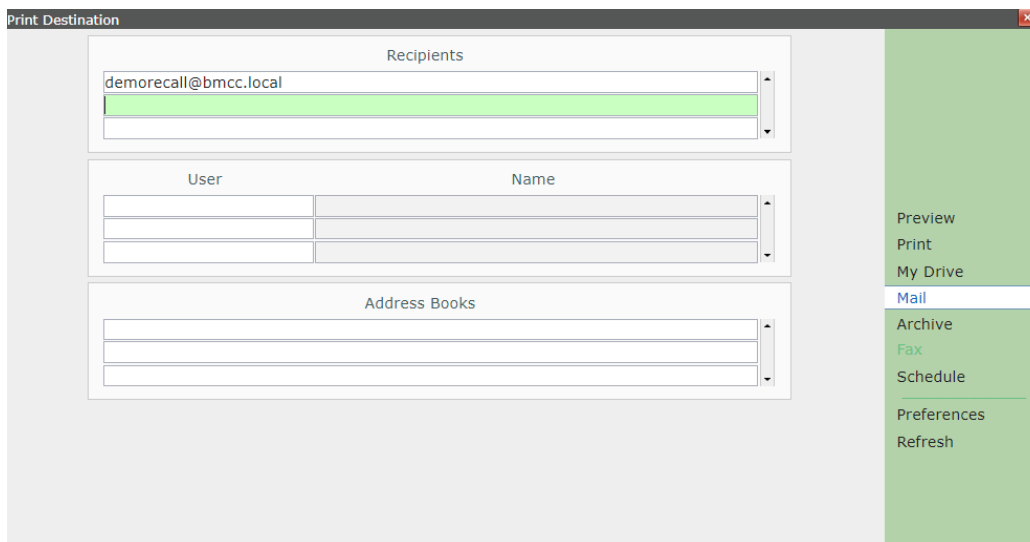 Print Destination
Recipients
demorecall@bmcc.local
User Name
Address Books
Preview
Print
My Drive
Mail
Archive
Fax
Schedule
Preferences
Refresh